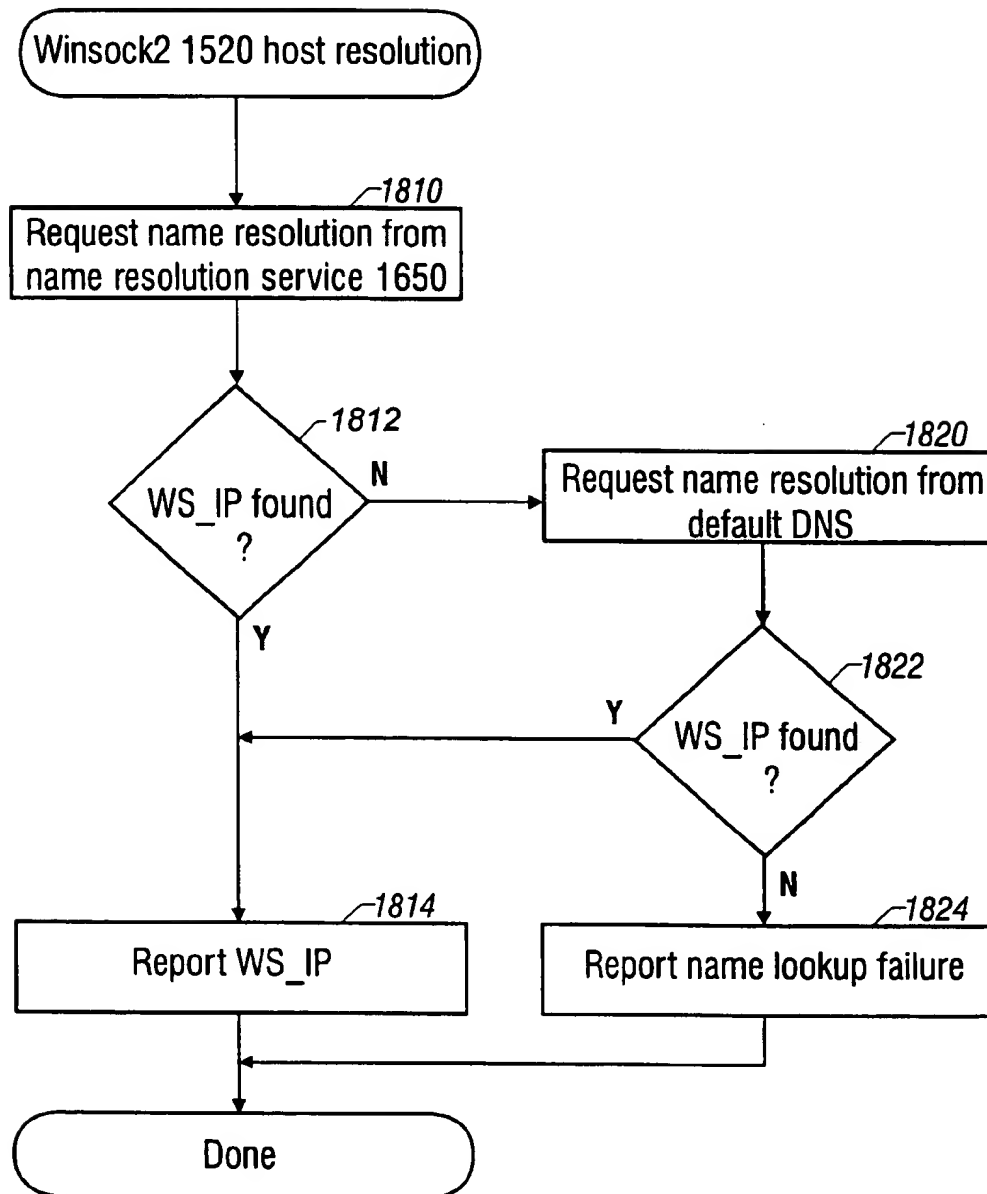 Winsock2 1520 host resolution
1810
Request name resolution from
name resolution service 1650
1812
WS_IP found
?
N
Y
1820
Request name resolution from
default DNS
1822
WS_IP found
?
Y
N
1814
Report WS_IP
1824
Report name lookup failure
Done